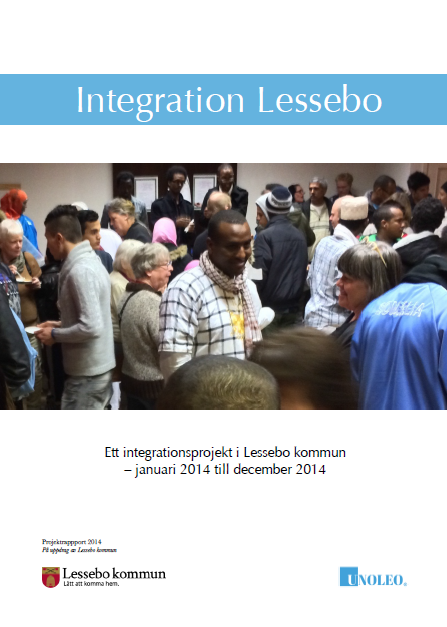 Integration Lessebo
Ett integrationsprojekt i Lessebo kommun
– januari 2014 till december 2014
Projektrappport 2014
På uppdrag av Lessebo kommun
Lessebo kommun
Lätt att komma hem.
UNOLEO®